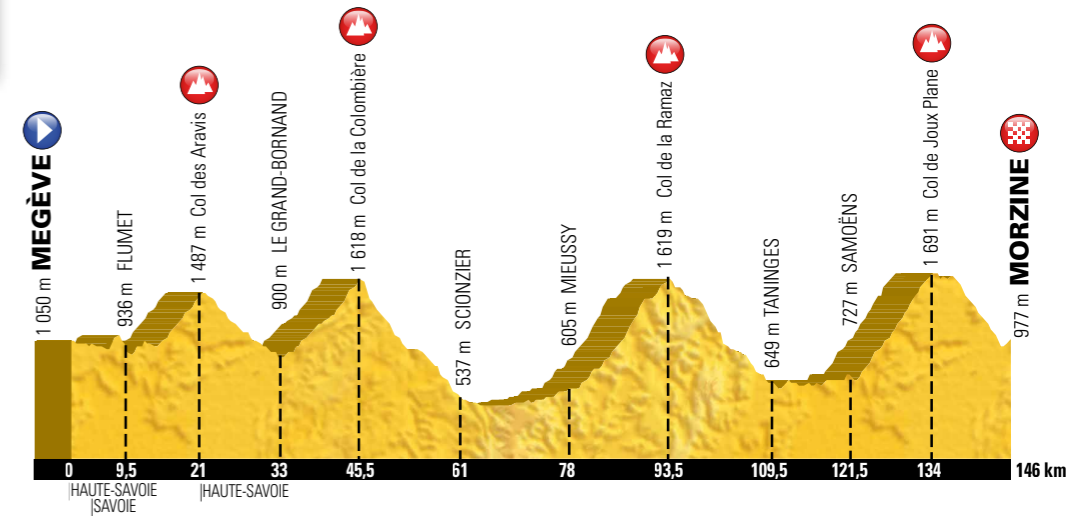 1 050 m MEGÈVE
936 m FLUMET
1 487 m Col des Aravis
900 m LE GRAND-BORNAND
1 618 m Col de la Colombière
537 m SCIONZIER
605 m MIEUSSY
1 619 m Col de la Ramaz
649 m TANINGES
727 m SAMOËNS
1 691 m Col de Joux Plane
977 m MORZINE
0 9,5 21 33 45,5 61 78 93,5 109,5 121,5 134 146 km
|HAUTE-SAVOIE |HAUTE-SAVOIE
|SAVOIE